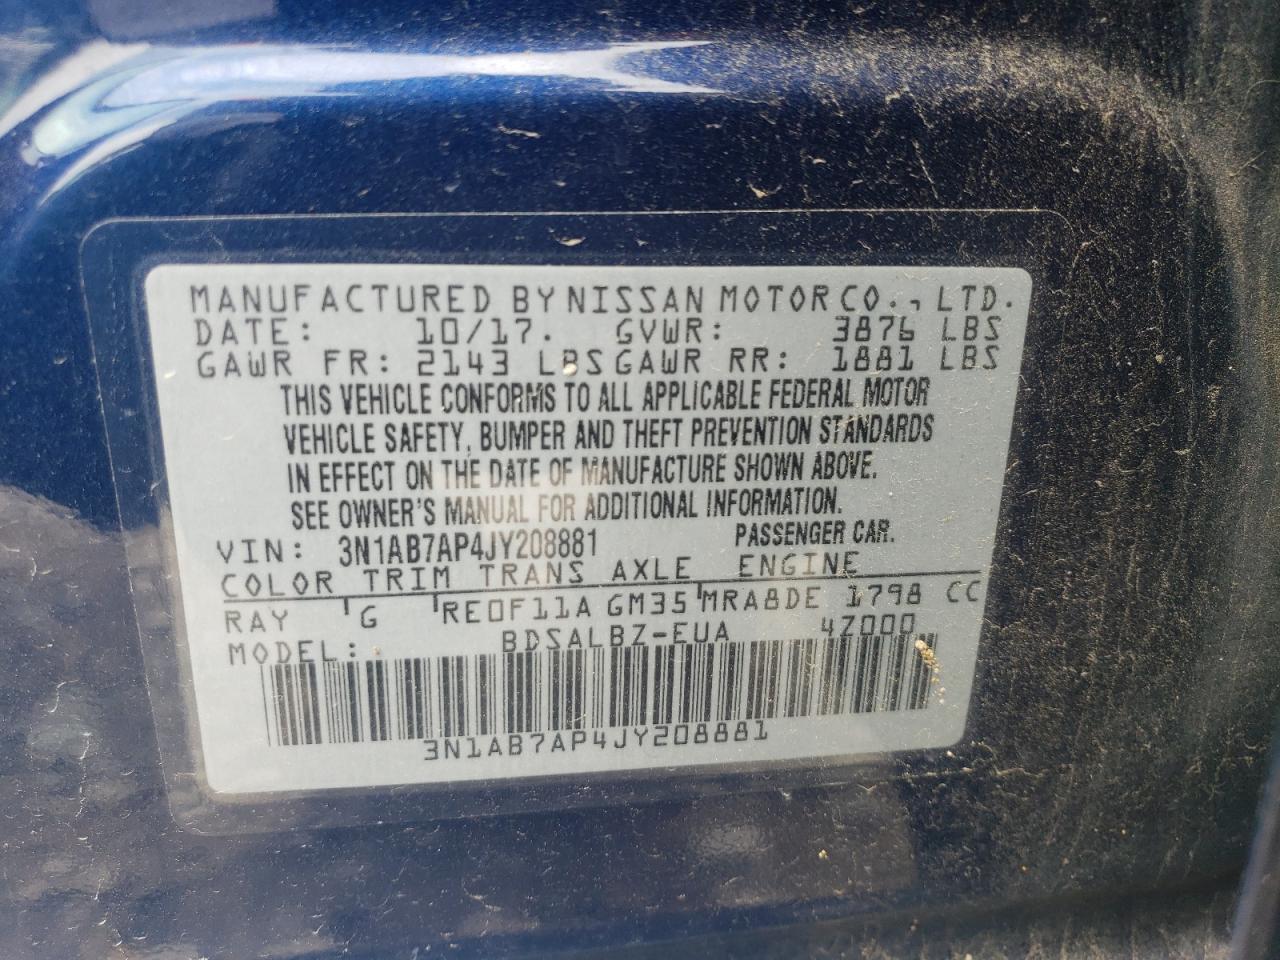 MANUFACTURED BY NISSAN MOTOR CO., LTD.
DATE: 10/17. GVWR: 3876 LBS
GAWR FR: 2143 LBS GAWR RR: 1881 LBS
THIS VEHICLE CONFORMS TO ALL APPLICABLE FEDERAL MOTOR
VEHICLE SAFETY, BUMPER AND THEFT PREVENTION STANDARDS
IN EFFECT ON THE DATE OF MANUFACTURE SHOWN ABOVE.
SEE OWNER'S MANUAL FOR ADDITIONAL INFORMATION.
VIN: 3N1AB7AP4JY208881 PASSENGER CAR.
COLOR TRIM TRANS AXLE ENGINE
RAY G RE0F11A GM35 MRA8DE 1798 CC
MODEL: BDSALBZ-EUA 4Z000
3N1AB7AP4JY208881